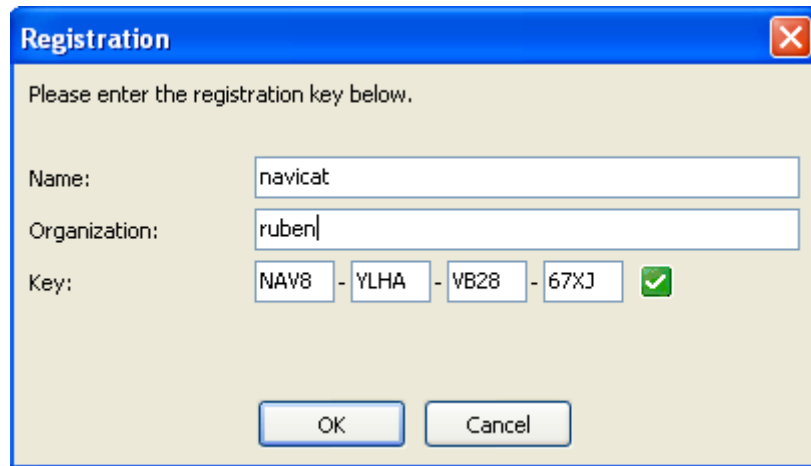 Registration
Please enter the registration key below.
Name: navicat
Organization: ruben
Key: NAV8 - YLHA - VB28 - 67XJ
OK Cancel